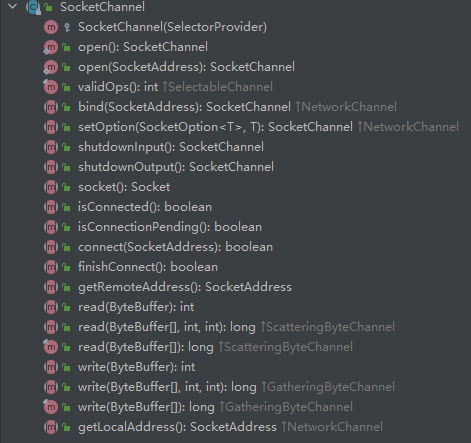 SocketChannel
SocketChannel(SelectorProvider)
open(): SocketChannel
open(SocketAddress): SocketChannel
validOps(): int ↑SelectableChannel
bind(SocketAddress): SocketChannel ↑NetworkChannel
setOption(SocketOption<T>, T): SocketChannel ↑NetworkChannel
shutdownInput(): SocketChannel
shutdownOutput(): SocketChannel
socket(): Socket
isConnected(): boolean
isConnectionPending(): boolean
connect(SocketAddress): boolean
finishConnect(): boolean
getRemoteAddress(): SocketAddress
read(ByteBuffer): int
read(ByteBuffer[], int, int): long ↑ScatteringByteChannel
read(ByteBuffer[]): long ↑ScatteringByteChannel
write(ByteBuffer): int
write(ByteBuffer[], int, int): long ↑GatheringByteChannel
write(ByteBuffer[]): long ↑GatheringByteChannel
getLocalAddress(): SocketAddress ↑NetworkChannel